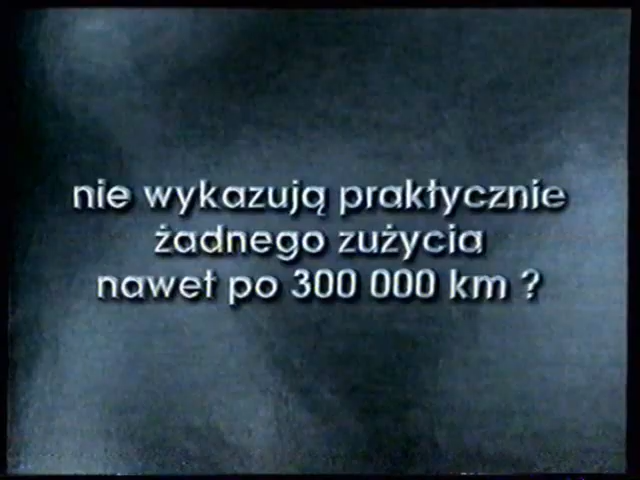 nie wykazują praktycznie
żadnego zużycia
nawet po 300 000 km ?